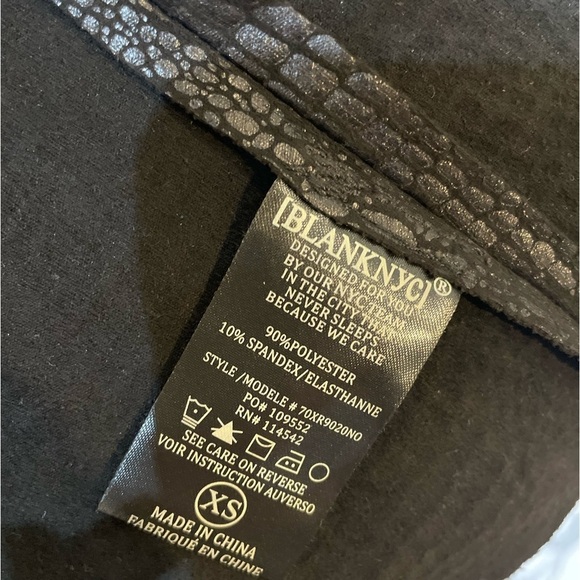 [BLANKNYC]®
DESIGNED FOR YOU
BY OUR NYC TEAM
IN THE CITY THAT
NEVER SLEEPS
BECAUSE WE CARE
90%POLYESTER
10% SPANDEX/ELASTHANNE
STYLE /MODELE # 70XR9020NO
PO# 109552
RN# 114542
SEE CARE ON REVERSE
VOIR INSTRUCTION AUVERSO
XS
MADE IN CHINA
FABRIQUÉ EN CHINE